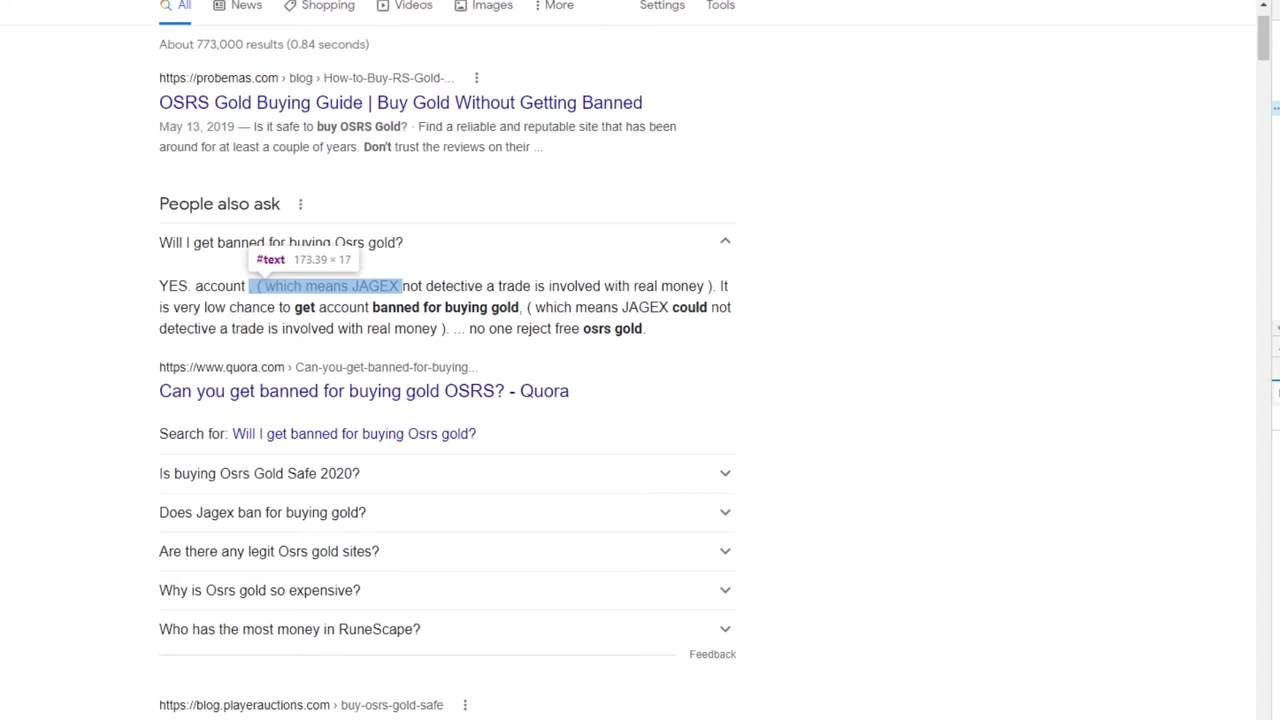 All News Shopping Videos Images More Settings Tools
About 773,000 results (0.84 seconds)
https://probemas.com › blog › How-to-Buy-RS-Gold-...
OSRS Gold Buying Guide | Buy Gold Without Getting Banned
May 13, 2019 — Is it safe to buy OSRS Gold? · Find a reliable and reputable site that has been
around for at least a couple of years. Don't trust the reviews on their ...
People also ask
Will I get banned for buying Osrs gold?
#text 173.39 × 17
YES. account ( which means JAGEX not detective a trade is involved with real money ). It
is very low chance to get account banned for buying gold, ( which means JAGEX could not
detective a trade is involved with real money ). ... no one reject free osrs gold.
https://www.quora.com › Can-you-get-banned-for-buying...
Can you get banned for buying gold OSRS? - Quora
Search for: Will I get banned for buying Osrs gold?
Is buying Osrs Gold Safe 2020?
Does Jagex ban for buying gold?
Are there any legit Osrs gold sites?
Why is Osrs gold so expensive?
Who has the most money in RuneScape?
Feedback
https://blog.playerauctions.com › buy-osrs-gold-safe